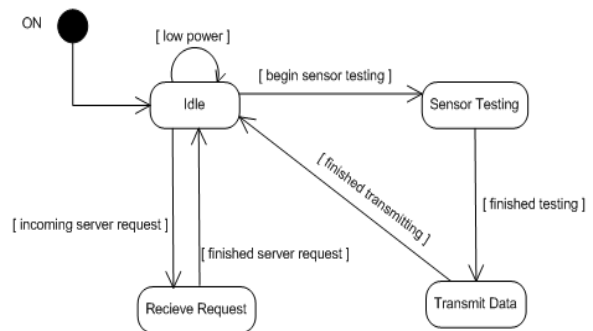 ON
[ low power ]
[ begin sensor testing ]
Idle
Sensor Testing
[ finished transmitting ]
[ finished testing ]
[ incoming server request ]
[ finished server request ]
Recieve Request
Transmit Data